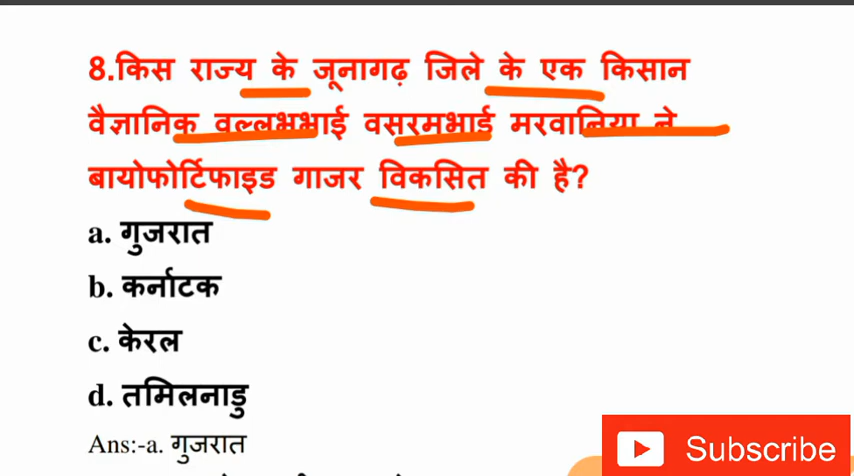 8.किस राज्य के जूनागढ़ जिले के एक किसान
वैज्ञानिक वल्लभभाई वसरमभाई मरवानिया ने
बायोफोर्टिफाइड गाजर विकसित की है?
a. गुजरात
b. कर्नाटक
c. केरल
d. तमिलनाडु
Ans:-a. गुजरात
Subscribe